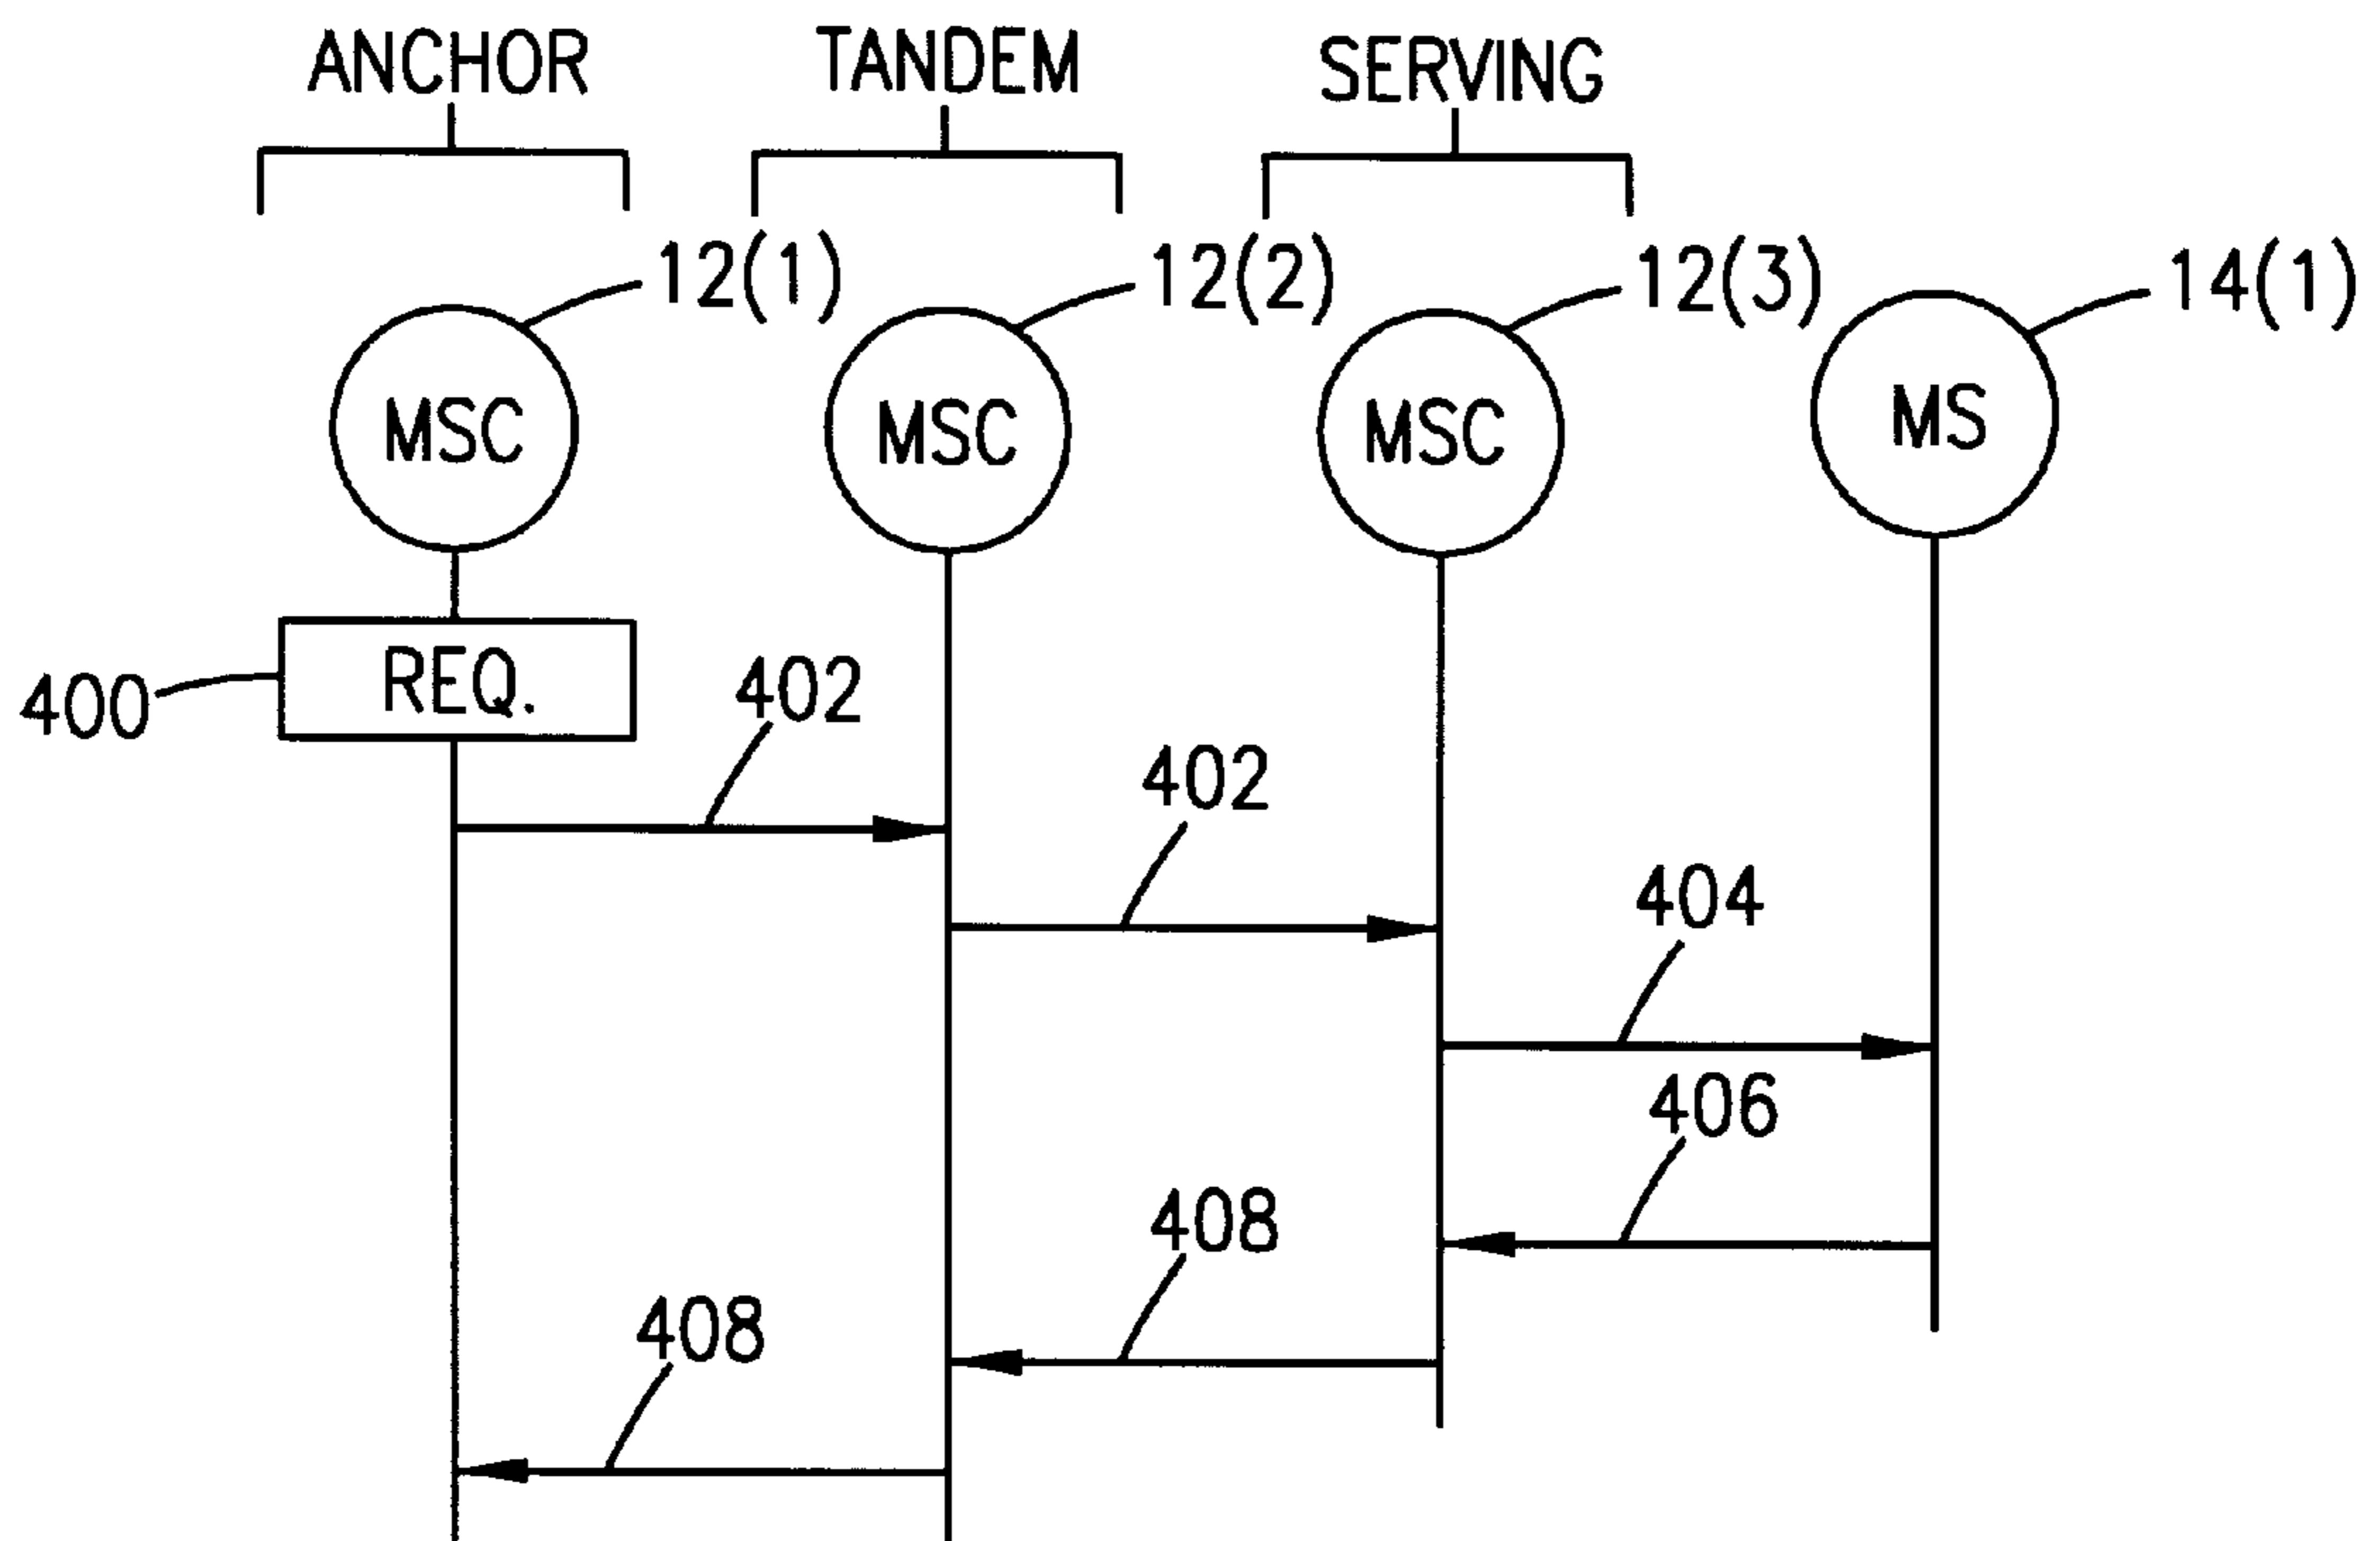 ANCHOR TANDEM SERVING
12(1) 12(2) 12(3) 14(1)
MSC MSC MSC MS
REQ.
400 402
402
404
406
408
408